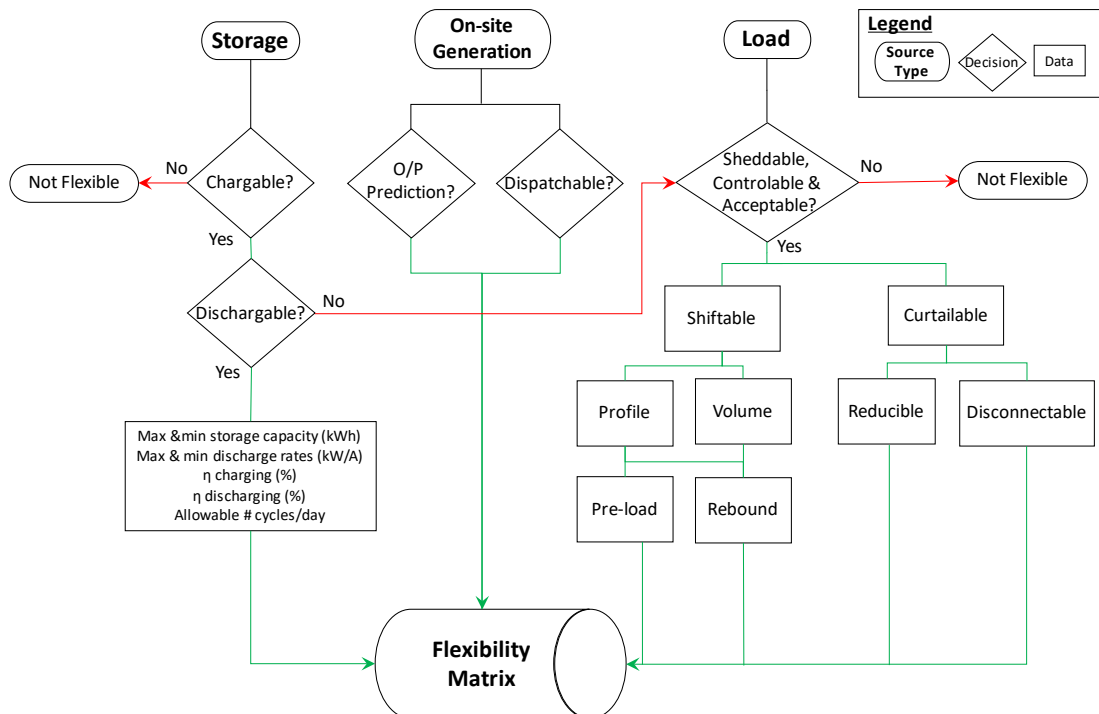 Storage
On-site
Generation
Load
Legend
Source
Type
Decision
Data
No
Not Flexible
Chargable?
O/P
Prediction?
Dispatchable?
Sheddable,
Controlable &
Acceptable?
No
Not Flexible
Yes
Yes
Dischargable?
No
Shiftable
Curtailable
Yes
Profile
Volume
Reducible
Disconnectable
Max &min storage capacity (kWh)
Max & min discharge rates (kW/A)
η charging (%)
η discharging (%)
Allowable # cycles/day
Pre-load
Rebound
Flexibility
Matrix